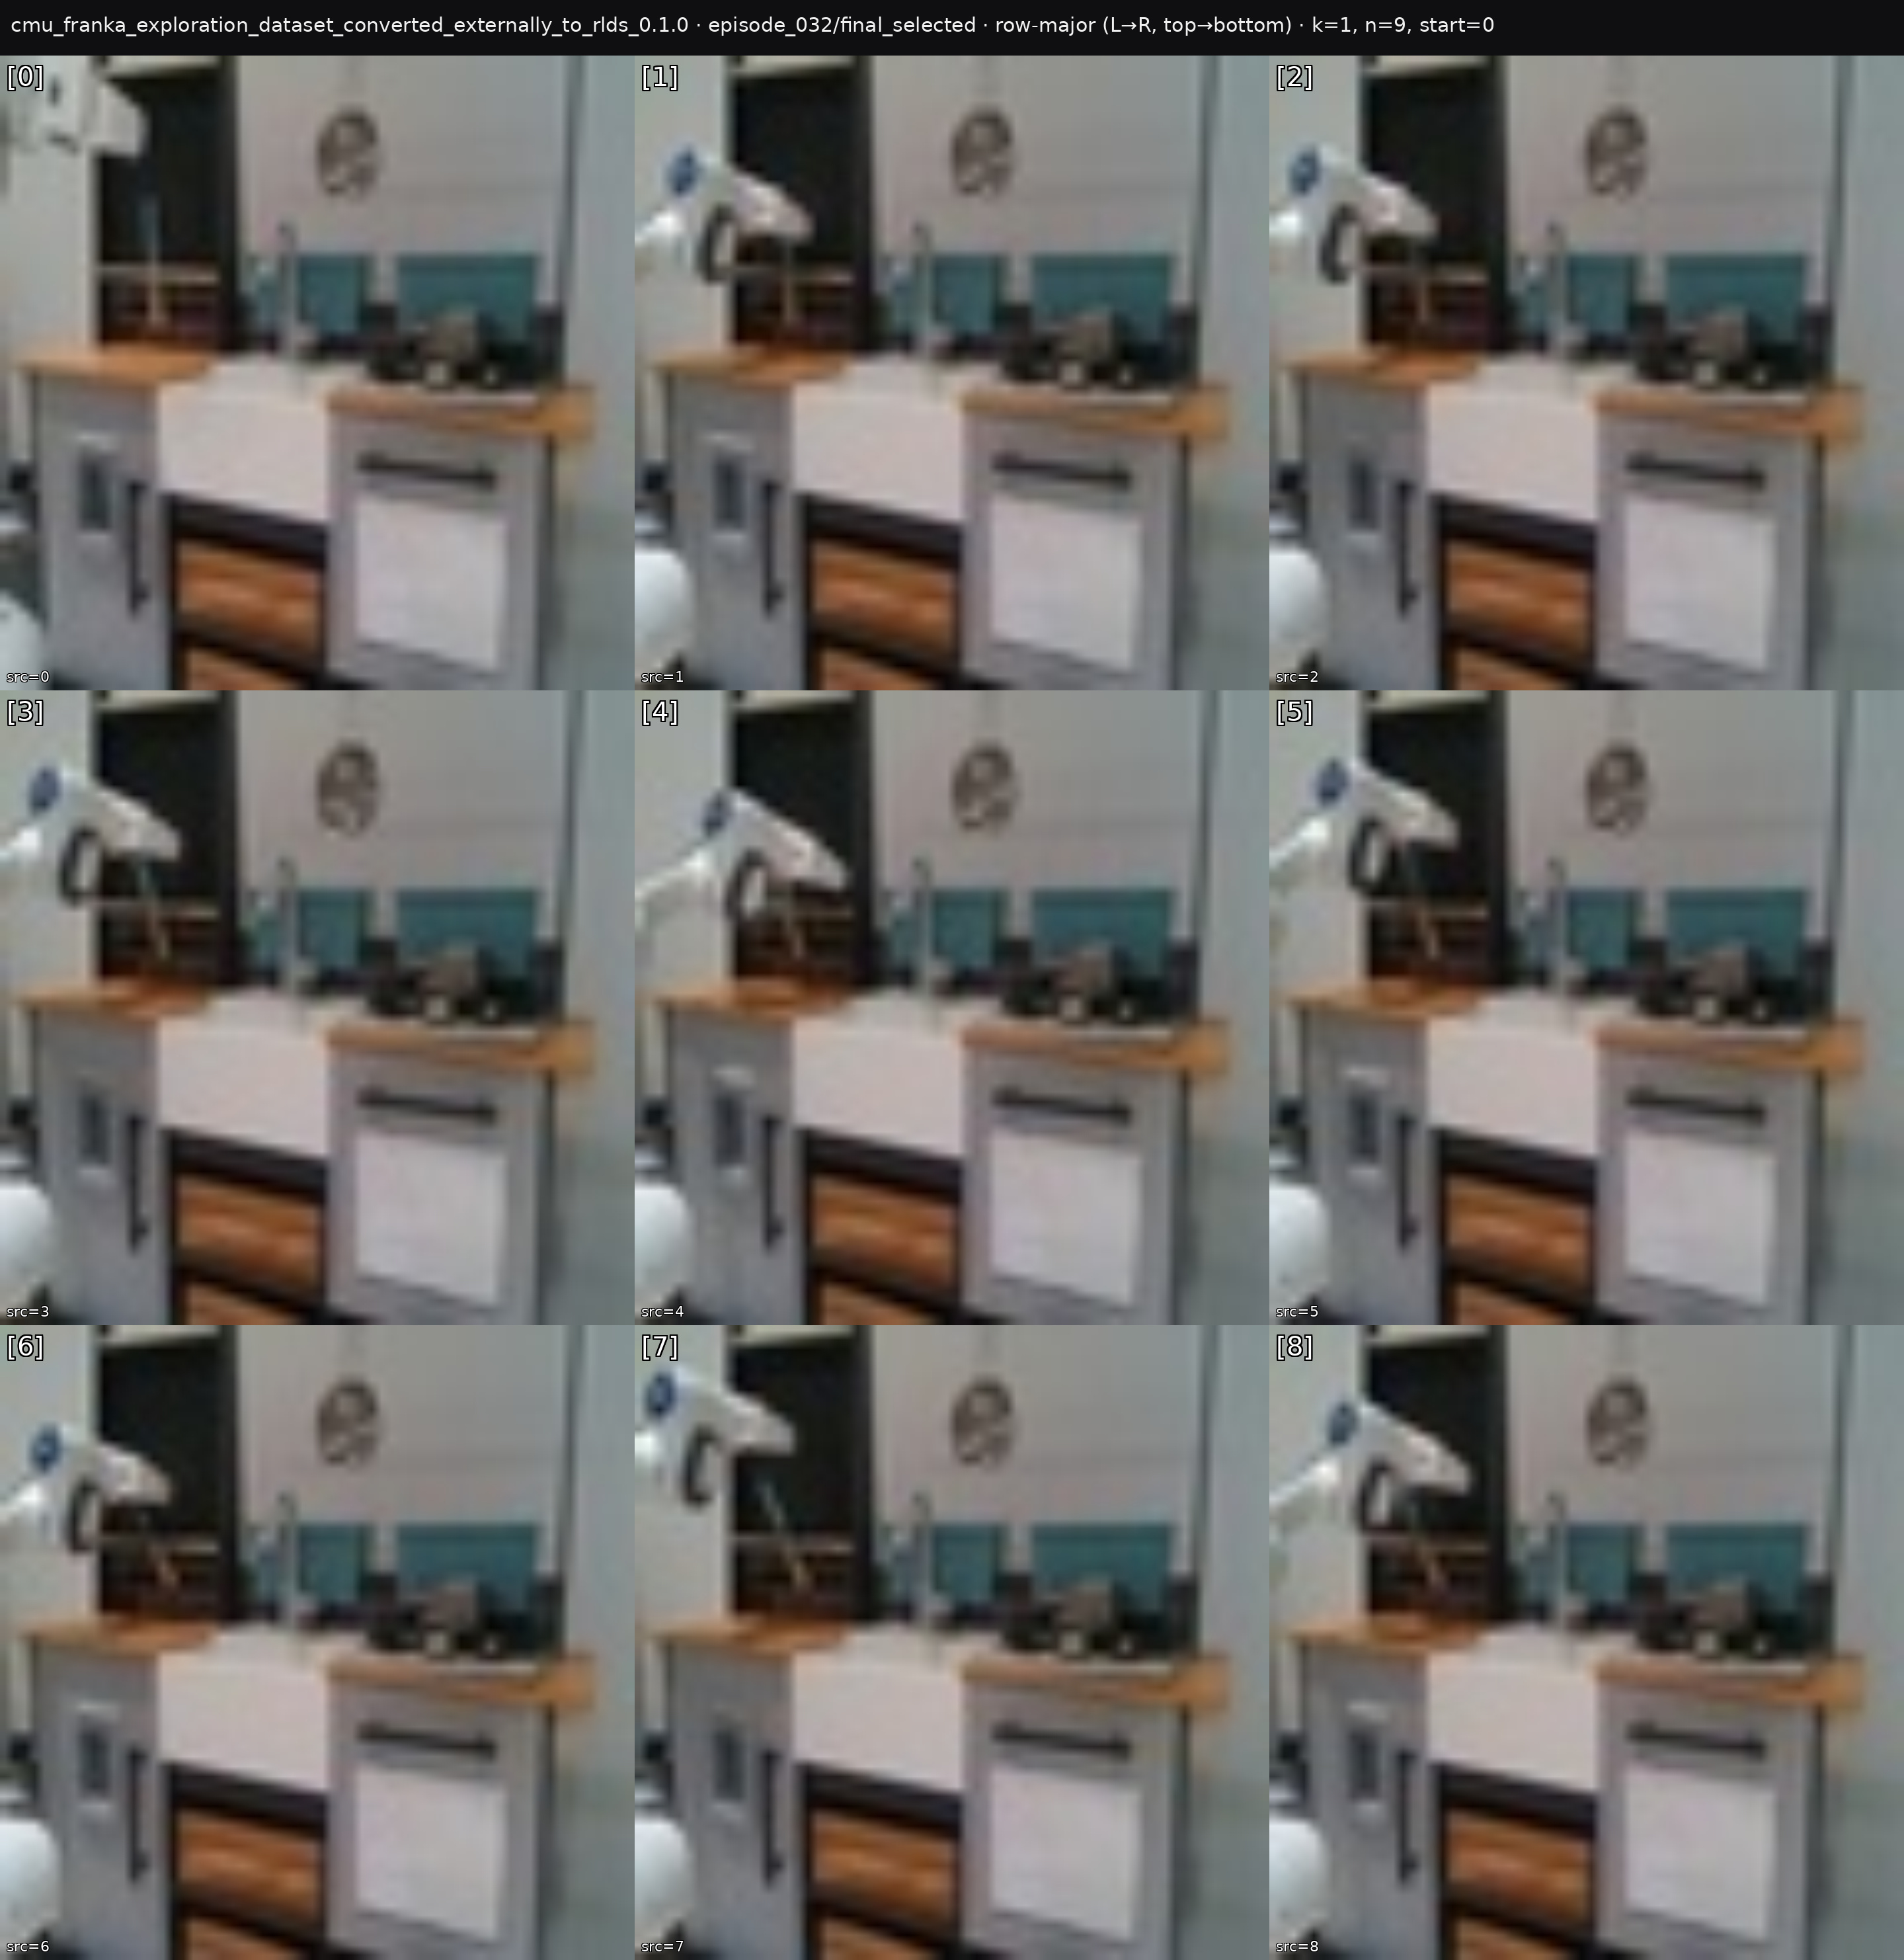 cmu_franka_exploration_dataset_converted_externally_to_rlds_0.1.0 · episode_032/final_selected · row-major (L→R, top→bottom) · k=1, n=9, start=0
[0] [1] [2]
src=0 src=1 src=2
[3] [4] [5]
src=3 src=4 src=5
[6] [7] [8]
src=6 src=7 src=8